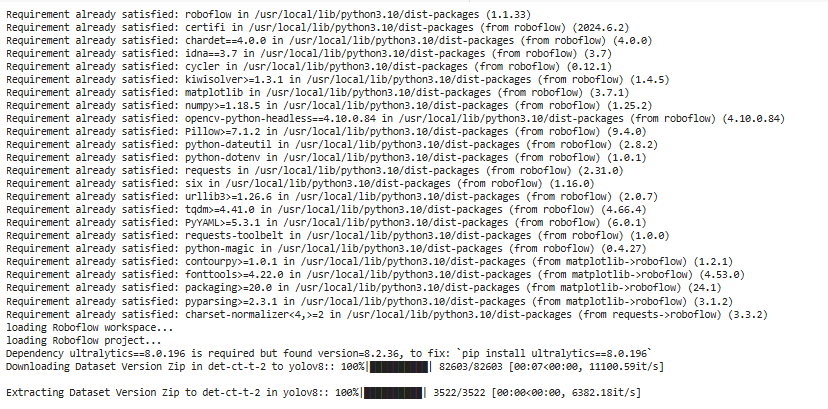 Requirement already satisfied: roboflow in /usr/local/lib/python3.10/dist-packages (1.1.33)
Requirement already satisfied: certifi in /usr/local/lib/python3.10/dist-packages (from roboflow) (2024.6.2)
Requirement already satisfied: chardet==4.0.0 in /usr/local/lib/python3.10/dist-packages (from roboflow) (4.0.0)
Requirement already satisfied: idna==3.7 in /usr/local/lib/python3.10/dist-packages (from roboflow) (3.7)
Requirement already satisfied: cycler in /usr/local/lib/python3.10/dist-packages (from roboflow) (0.12.1)
Requirement already satisfied: kiwisolver>=1.3.1 in /usr/local/lib/python3.10/dist-packages (from roboflow) (1.4.5)
Requirement already satisfied: matplotlib in /usr/local/lib/python3.10/dist-packages (from roboflow) (3.7.1)
Requirement already satisfied: numpy>=1.18.5 in /usr/local/lib/python3.10/dist-packages (from roboflow) (1.25.2)
Requirement already satisfied: opencv-python-headless==4.10.0.84 in /usr/local/lib/python3.10/dist-packages (from roboflow) (4.10.0.84)
Requirement already satisfied: Pillow>=7.1.2 in /usr/local/lib/python3.10/dist-packages (from roboflow) (9.4.0)
Requirement already satisfied: python-dateutil in /usr/local/lib/python3.10/dist-packages (from roboflow) (2.8.2)
Requirement already satisfied: python-dotenv in /usr/local/lib/python3.10/dist-packages (from roboflow) (1.0.1)
Requirement already satisfied: requests in /usr/local/lib/python3.10/dist-packages (from roboflow) (2.31.0)
Requirement already satisfied: six in /usr/local/lib/python3.10/dist-packages (from roboflow) (1.16.0)
Requirement already satisfied: urllib3>=1.26.6 in /usr/local/lib/python3.10/dist-packages (from roboflow) (2.0.7)
Requirement already satisfied: tqdm>=4.41.0 in /usr/local/lib/python3.10/dist-packages (from roboflow) (4.66.4)
Requirement already satisfied: PyYAML>=5.3.1 in /usr/local/lib/python3.10/dist-packages (from roboflow) (6.0.1)
Requirement already satisfied: requests-toolbelt in /usr/local/lib/python3.10/dist-packages (from roboflow) (1.0.0)
Requirement already satisfied: python-magic in /usr/local/lib/python3.10/dist-packages (from roboflow) (0.4.27)
Requirement already satisfied: contourpy>=1.0.1 in /usr/local/lib/python3.10/dist-packages (from matplotlib->roboflow) (1.2.1)
Requirement already satisfied: fonttools>=4.22.0 in /usr/local/lib/python3.10/dist-packages (from matplotlib->roboflow) (4.53.0)
Requirement already satisfied: packaging>=20.0 in /usr/local/lib/python3.10/dist-packages (from matplotlib->roboflow) (24.1)
Requirement already satisfied: pyparsing>=2.3.1 in /usr/local/lib/python3.10/dist-packages (from matplotlib->roboflow) (3.1.2)
Requirement already satisfied: charset-normalizer<4,>=2 in /usr/local/lib/python3.10/dist-packages (from requests->roboflow) (3.3.2)
loading Roboflow workspace...
loading Roboflow project...
Dependency ultralytics==8.0.196 is required but found version=8.2.36, to fix: `pip install ultralytics==8.0.196`
Downloading Dataset Version Zip in det-ct-t-2 to yolov8:: 100%|██████████| 82603/82603 [00:07<00:00, 11100.59it/s]
Extracting Dataset Version Zip to det-ct-t-2 in yolov8:: 100%|██████████| 3522/3522 [00:00<00:00, 6382.18it/s]